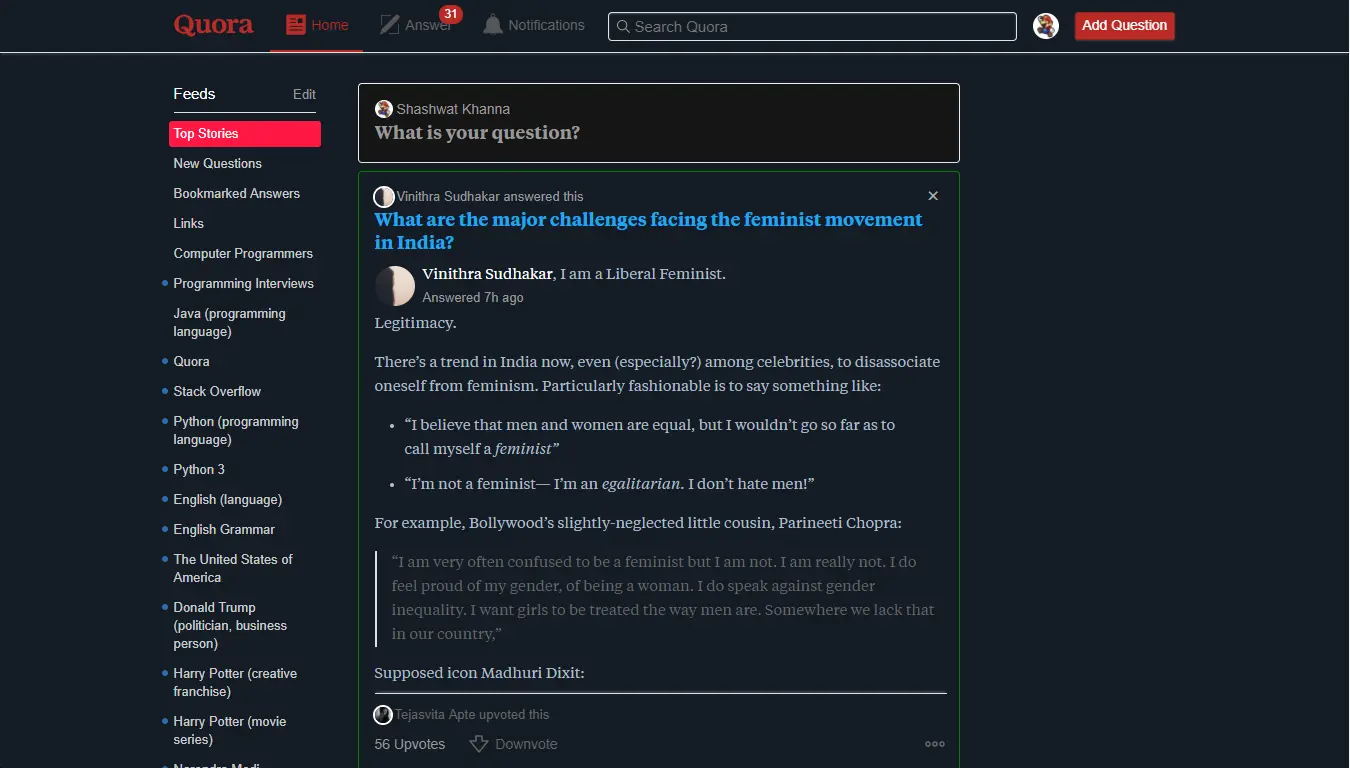 Quora
Home
Answer
31
Notifications
Search Quora
Add Question
Feeds
Edit
Top Stories
New Questions
Bookmarked Answers
Links
Computer Programmers
Programming Interviews
Java (programming
language)
Quora
Stack Overflow
Python (programming
language)
Python 3
English (language)
English Grammar
The United States of
America
Donald Trump
(politician, business
person)
Harry Potter (creative
franchise)
Harry Potter (movie
series)
Narendra Modi
Shashwat Khanna
What is your question?
Vinithra Sudhakar answered this
What are the major challenges facing the feminist movement
in India?
Vinithra Sudhakar, I am a Liberal Feminist.
Answered 7h ago
Legitimacy.
There’s a trend in India now, even (especially?) among celebrities, to disassociate
oneself from feminism. Particularly fashionable is to say something like:
• “I believe that men and women are equal, but I wouldn’t go so far as to
call myself a feminist”
• “I’m not a feminist— I’m an egalitarian. I don’t hate men!”
For example, Bollywood’s slightly-neglected little cousin, Parineeti Chopra:
“I am very often confused to be a feminist but I am not. I am really not. I do
feel proud of my gender, of being a woman. I do speak against gender
inequality. I want girls to be treated the way men are. Somewhere we lack that
in our country,”
Supposed icon Madhuri Dixit:
Tejasvita Apte upvoted this
56 Upvotes
Downvote